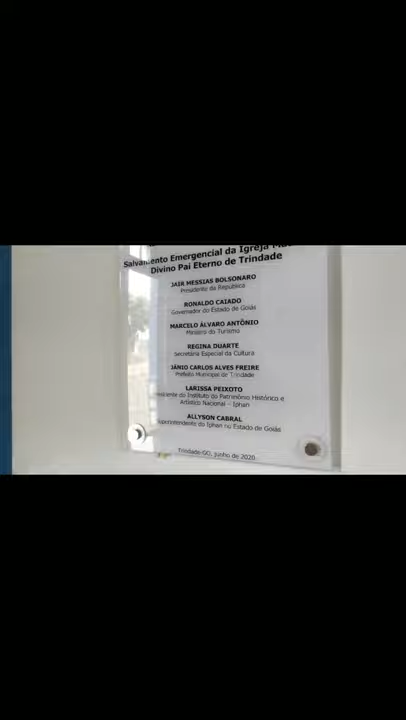 Salvamento Emergencial da Igreja
Divino Pai Eterno de Trindade
JAIR MESSIAS BOLSONARO
Presidente da República
RONALDO CAIADO
Governador do Estado de Goiás
MARCELO ÁLVARO ANTÔNIO
Ministro do Turismo
REGINA DUARTE
Secretária Especial da Cultura
JÂNIO CARLOS ALVES FREIRE
Prefeito Municipal de Trindade
LARISSA PEIXOTO
do Instituto do Patrimônio Histórico e
Artístico Nacional - Iphan
ALLYSON CABRAL
Superintendente do Iphan no Estado de Goiás
Trindade-GO, junho de 2020